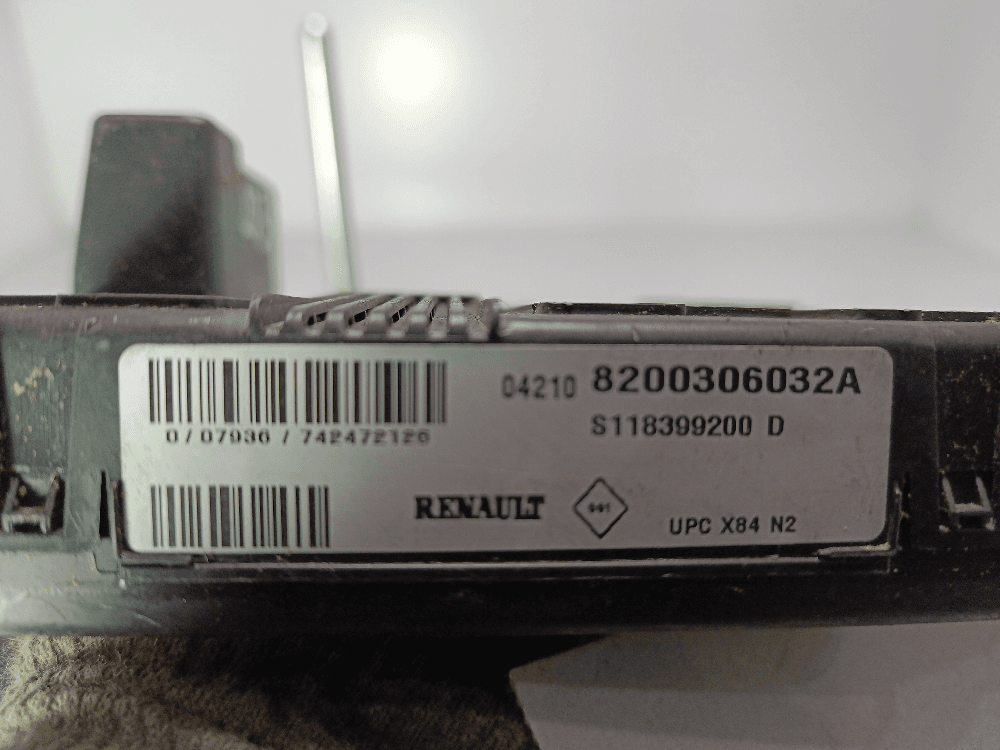 04210 8200306032A
S118399200 D
0/07936/742472126
RENAULT
UPC X84 N2